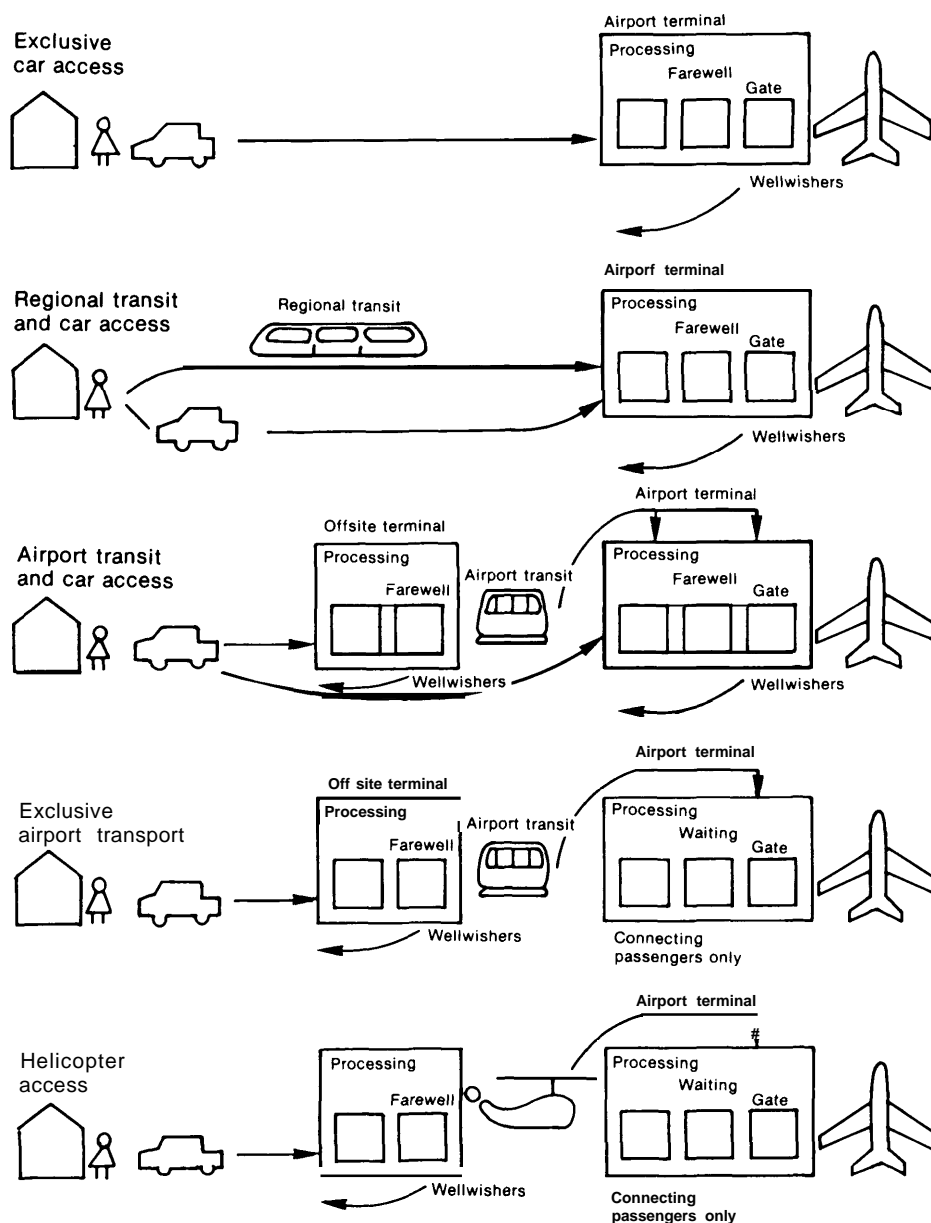 Exclusive
car access
Airport terminal
Processing
Farewell
Gate
Wellwishers
Regional transit
and car access
Regional transit
Airporf terminal
Processing
Farewell
Gate
Wellwishers
Airport transit
and car access
Offsite terminal
Processing
Farewell
Airport transit
Wellwishers
Airport terminal
Processing
Farewell
Gate
Wellwishers
Exclusive
airport transport
Off site terminal
Processing
Farewell
Airport transit
Wellwishers
Airport terminal
Processing
Waiting
Gate
Connecting
passengers only
Helicopter
access
Processing
Farewell
Wellwishers
Airport terminal
#
Processing
Waiting
Gate
Connecting
passengers only